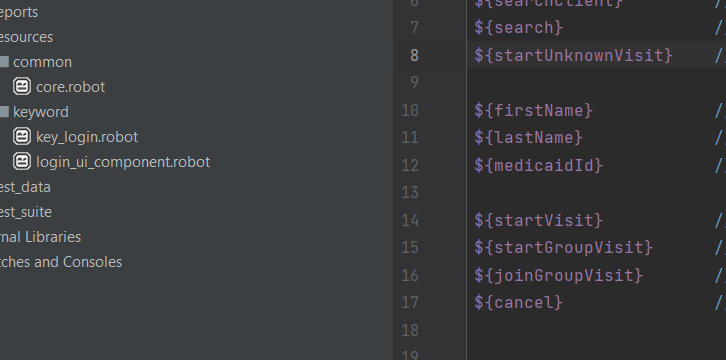 eports
esources
common
core.robot
keyword
key_login.robot
login_ui_component.robot
est_data
est_suite
rnal Libraries
tches and Consoles
6 ${searchClient} /
7 ${search} /
8 ${startUnknownVisit} /
9
10 ${firstName} /
11 ${lastName} /
12 ${medicaidId} /
13
14 ${startVisit} /
15 ${startGroupVisit} /
16 ${joinGroupVisit} /
17 ${cancel} /
18
19